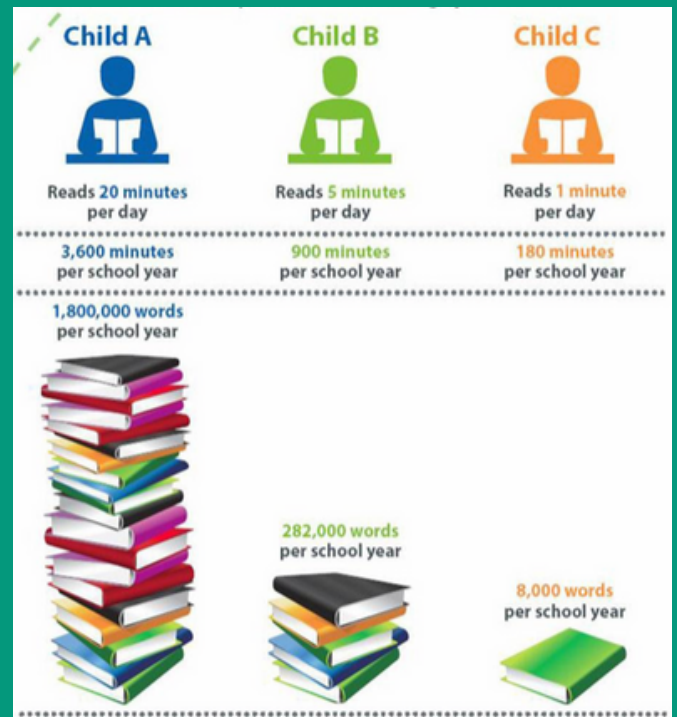 Child A
Reads 20 minutes
per day
3,600 minutes
per school year
1,800,000 words
per school year
Child B
Reads 5 minutes
per day
900 minutes
per school year
282,000 words
per school year
Child C
Reads 1 minute
per day
180 minutes
per school year
8,000 words
per school year